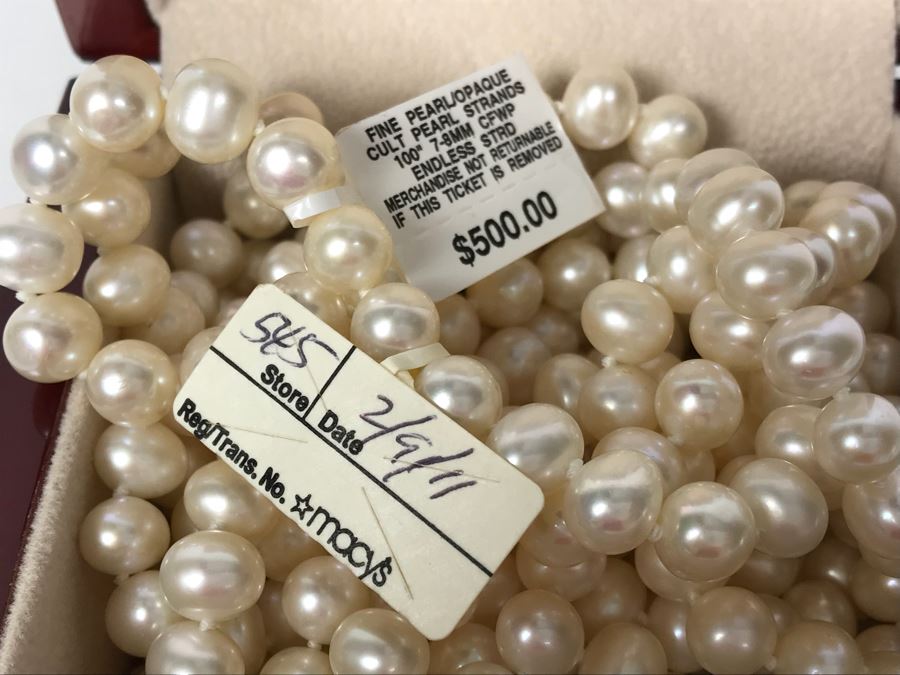 FINE PEARL/OPAQUE
CULT PEARL STRANDS
100" 7-8MM CFWP
ENDLESS STRD
MERCHANDISE NOT RETURNABLE
IF THIS TICKET IS REMOVED
$500.00
545
Store
Date
2/9/11
Reg/Trans. No.
macy's